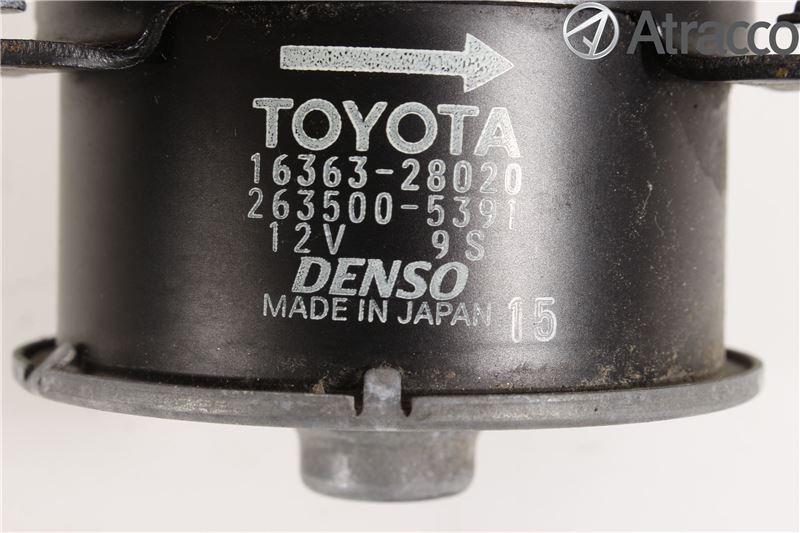 Atracco
TOYOTA
16363-28020
263500-5391
12V 9S
DENSO
MADE IN JAPAN 15